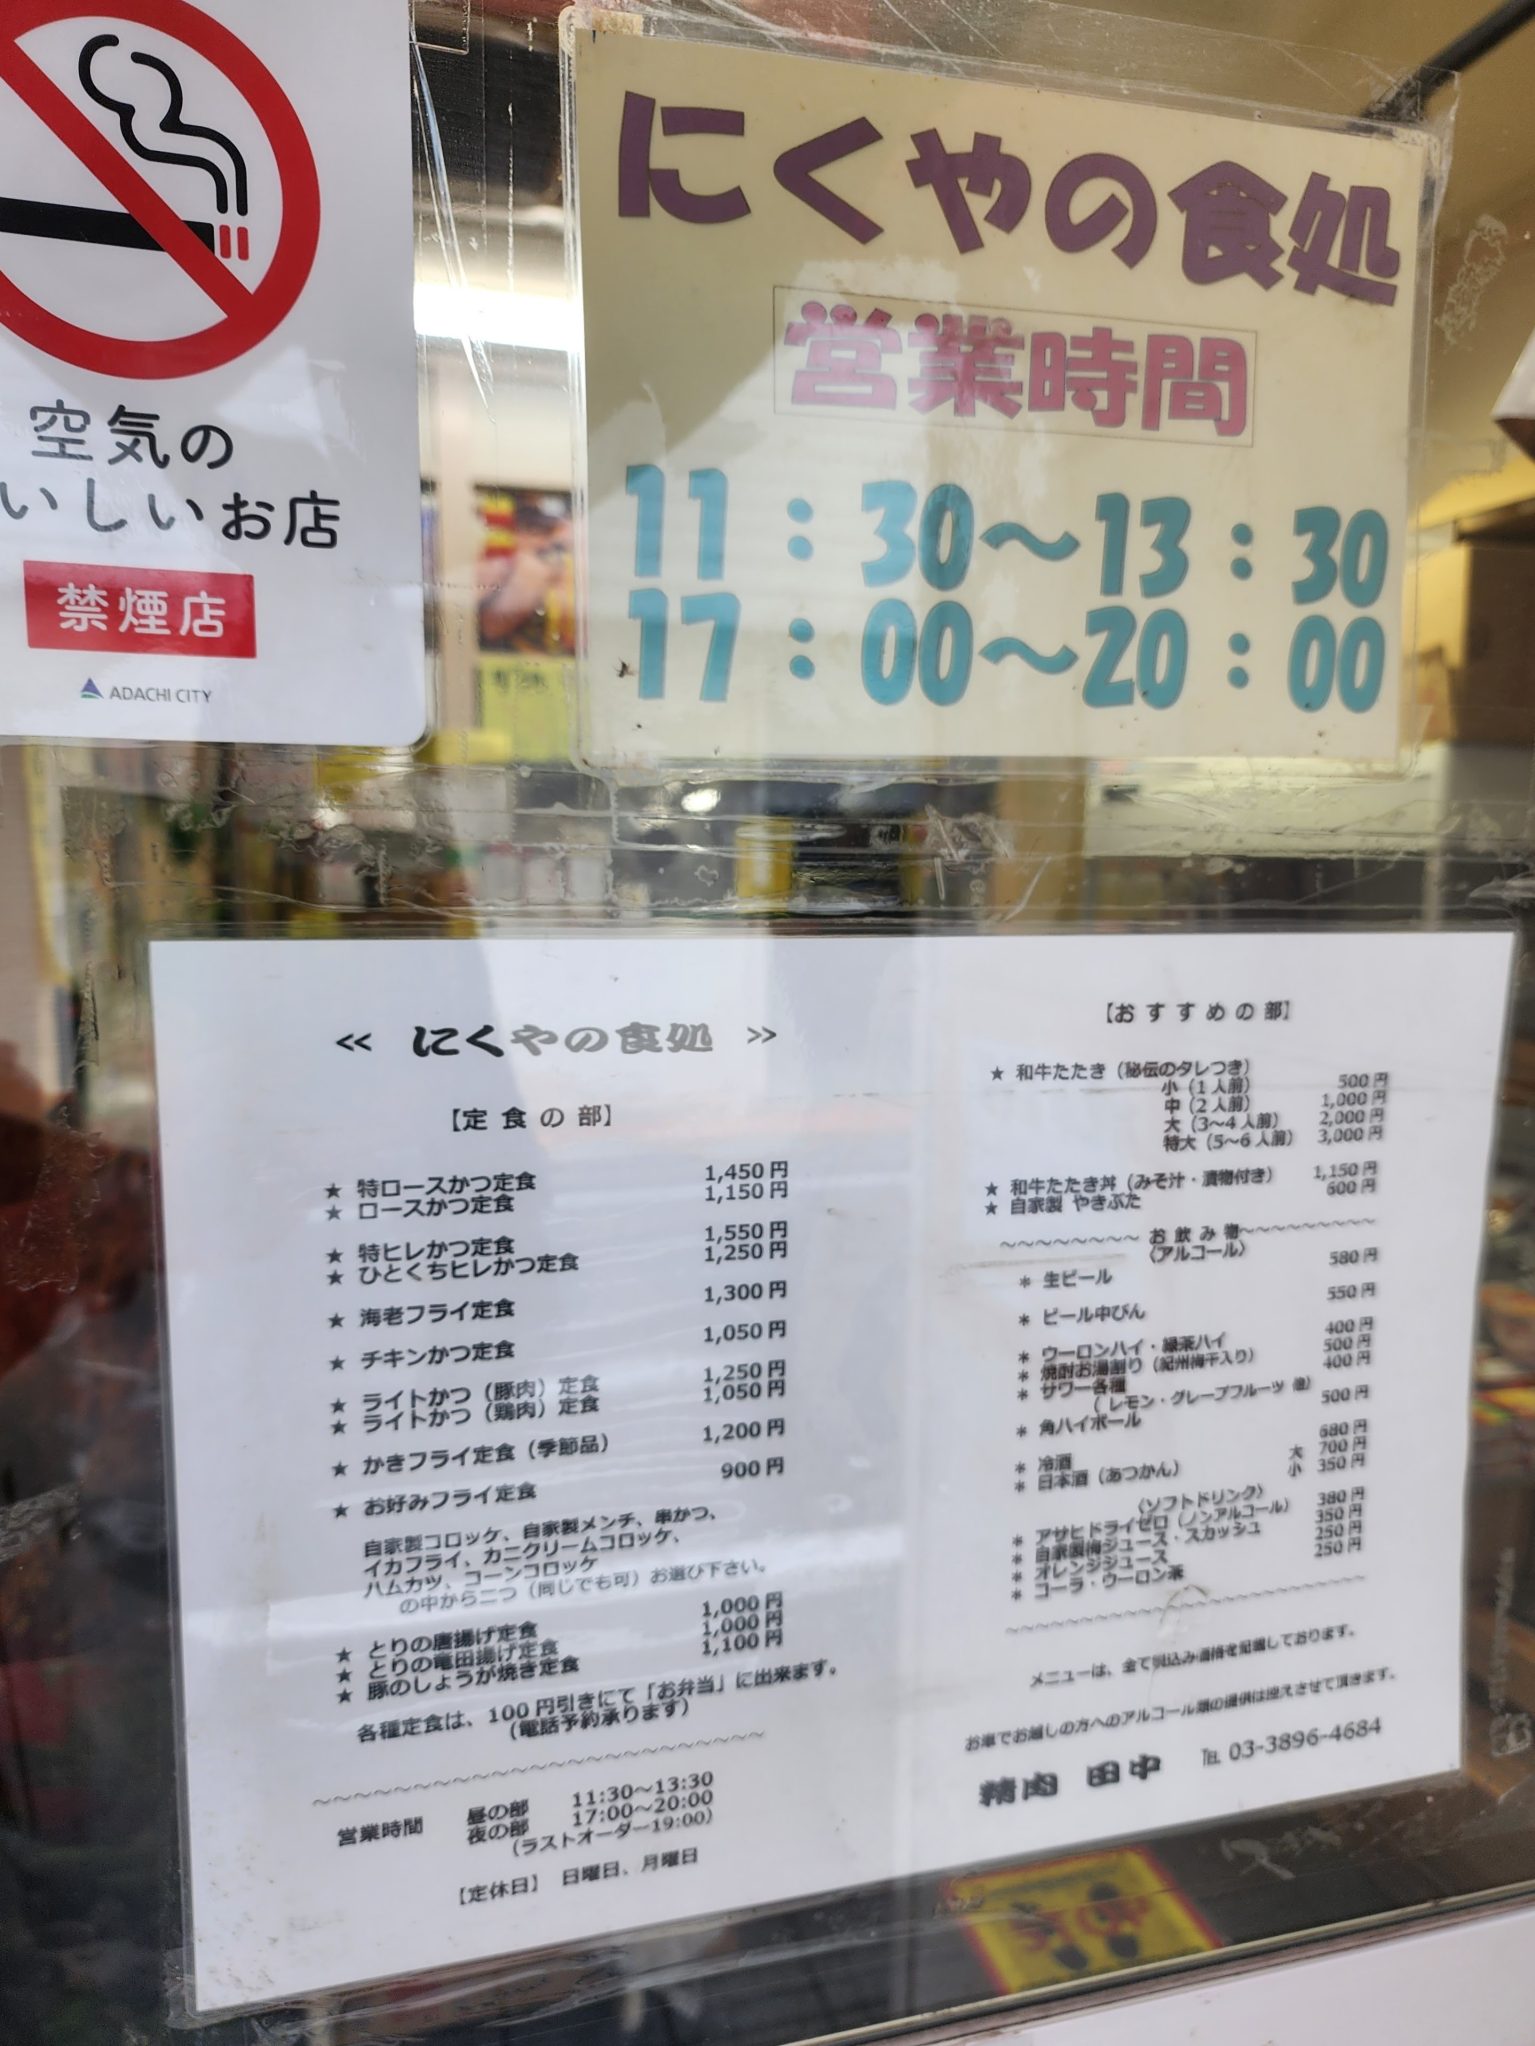 空気の
いしいお店
禁煙店
ADACHI CITY
にくやの食処
営業時間
11：30～13：30
17：00～20：00
≪ にくやの食処 ≫
【定食の部】
★ 特ロースかつ定食 1,450円
★ ロースかつ定食 1,150円
★ 特ヒレかつ定食 1,550円
★ ひとくちヒレかつ定食 1,250円
★ 海老フライ定食 1,300円
★ チキンかつ定食 1,050円
★ ライトかつ（豚肉）定食 1,250円
★ ライトかつ（鶏肉）定食 1,050円
★ かきフライ定食（季節品） 1,200円
★ お好みフライ定食 900円
自家製コロッケ、自家製メンチ、串かつ、
イカフライ、カニクリームコロッケ、
ハムカツ、コーンコロッケ
の中から二つ（同じでも可）お選び下さい。
★ とりの唐揚げ定食 1,000円
★ とりの竜田揚げ定食 1,000円
★ 豚のしょうが焼き定食 1,100円
各種定食は、100円引きにて「お弁当」に出来ます。
（電話予約承ります）
～～～～～～～～～～～～～～～～～～～～～～
営業時間 昼の部 11:30～13:30
夜の部 17:00～20:00
（ラストオーダー19:00）
【定休日】 日曜日、月曜日
【おすすめの部】
★ 和牛たたき（秘伝のタレつき）
小（1人前） 500円
中（2人前） 1,000円
大（3～4人前） 2,000円
特大（5～6人前） 3,000円
★ 和牛たたき丼（みそ汁・漬物付き） 1,150円
★ 自家製 やきぶた 600円
～～～～～～～～ お飲み物～～～～～～～～
〈アルコール〉
＊ 生ビール 580円
＊ ビール中びん 550円
＊ ウーロンハイ・緑茶ハイ 400円
＊ 焼酎お湯割り（紀州梅干入り） 500円
＊ サワー各種 400円
（レモン・グレープフルーツ 他）
＊ 角ハイボール 500円
＊ 冷酒 680円
＊ 日本酒（あつかん） 大 700円
小 350円
〈ソフトドリンク〉
＊ アサヒドライゼロ（ノンアルコール） 380円
＊ 自家製梅ジュース・スカッシュ 350円
＊ オレンジジュース 250円
＊ コーラ・ウーロン茶 250円
～～～～～～～～～～～～～～～～～～～～～～
メニューは、全て税込み価格を記載しております。
お車でお越しの方へのアルコール類の提供は控えさせて頂きます。
精肉 田中 ℡ 03-3896-4684